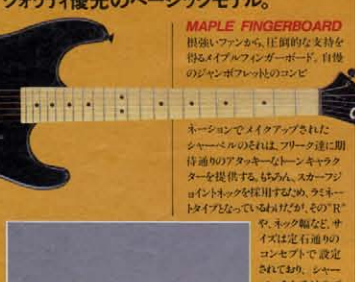 クォリティ優先のベーシックモデル。
MAPLE FINGERBOARD
根強いファンから、圧倒的な支持を
得るメイプルフィンガーボード。自慢
のジャンボフレットとのコンビ
ネーションでメイクアップされた
シャーベルのそれは、フリーク達に期
待通りのアタッキーなトーンキャラク
ターを提供する。もちろん、スカーフジ
ョイントネックを採用するため、ラミネー
トタイプとなっているわけだが、その"R"
や、ネック幅など、サ
イズは定石通りの
コンセプトで設定
されており、シャー